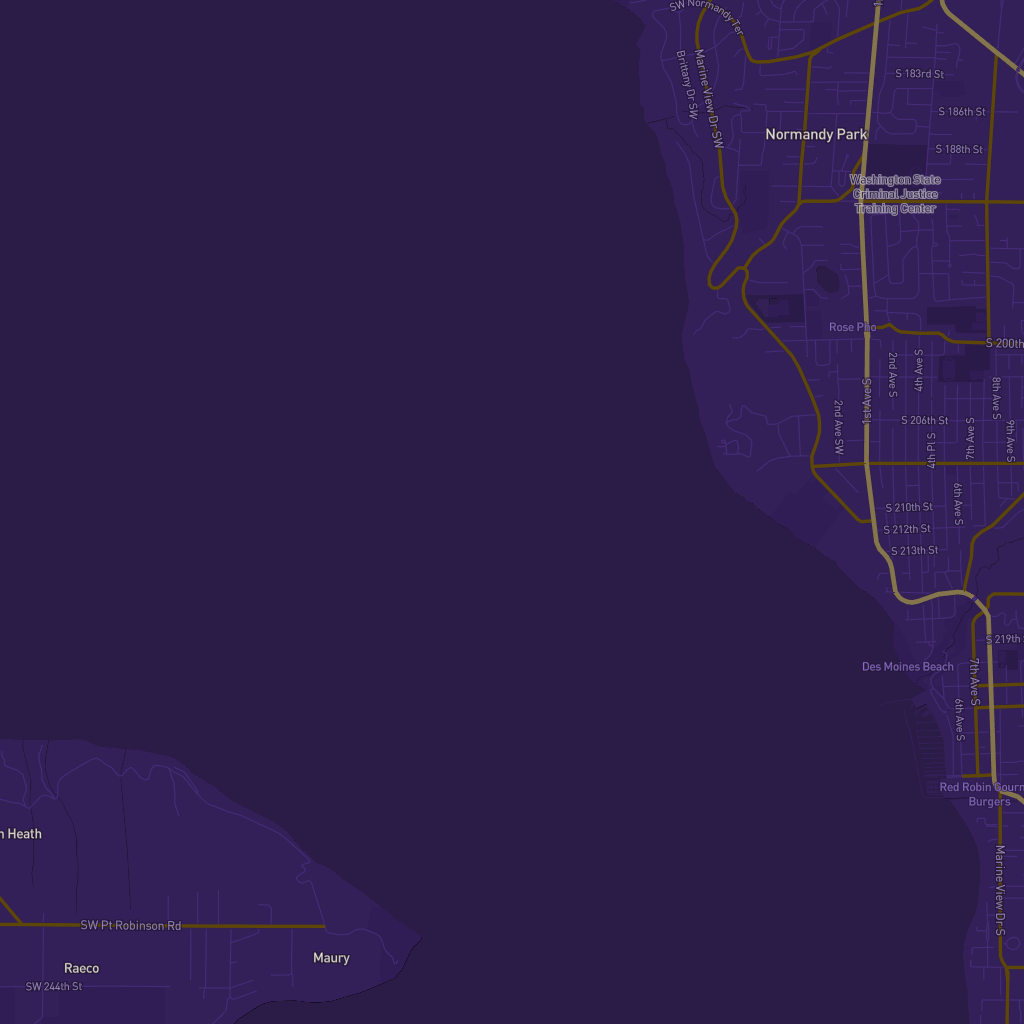 SW Normandy Ter
1
S 183rd St
Brittany Dr SW
Marine View Dr SW
S 186th St
Normandy Park
S 188th St
Washington State
Criminal Justice
Training Center
Rose Pho
S 200th
2nd Ave S
4th Ave S
8th Ave S
1st Ave S
2nd Ave SW
S 206th St
7th Ave S
9th Ave S
4th Pl S
6th Ave S
S 210th St
S 212th St
S 213th St
S 219th
Des Moines Beach
7th Ave S
6th Ave S
Red Robin Gourm
Burgers
n Heath
Marine View Dr S
SW Pt Robinson Rd
Maury
Raeco
SW 244th St